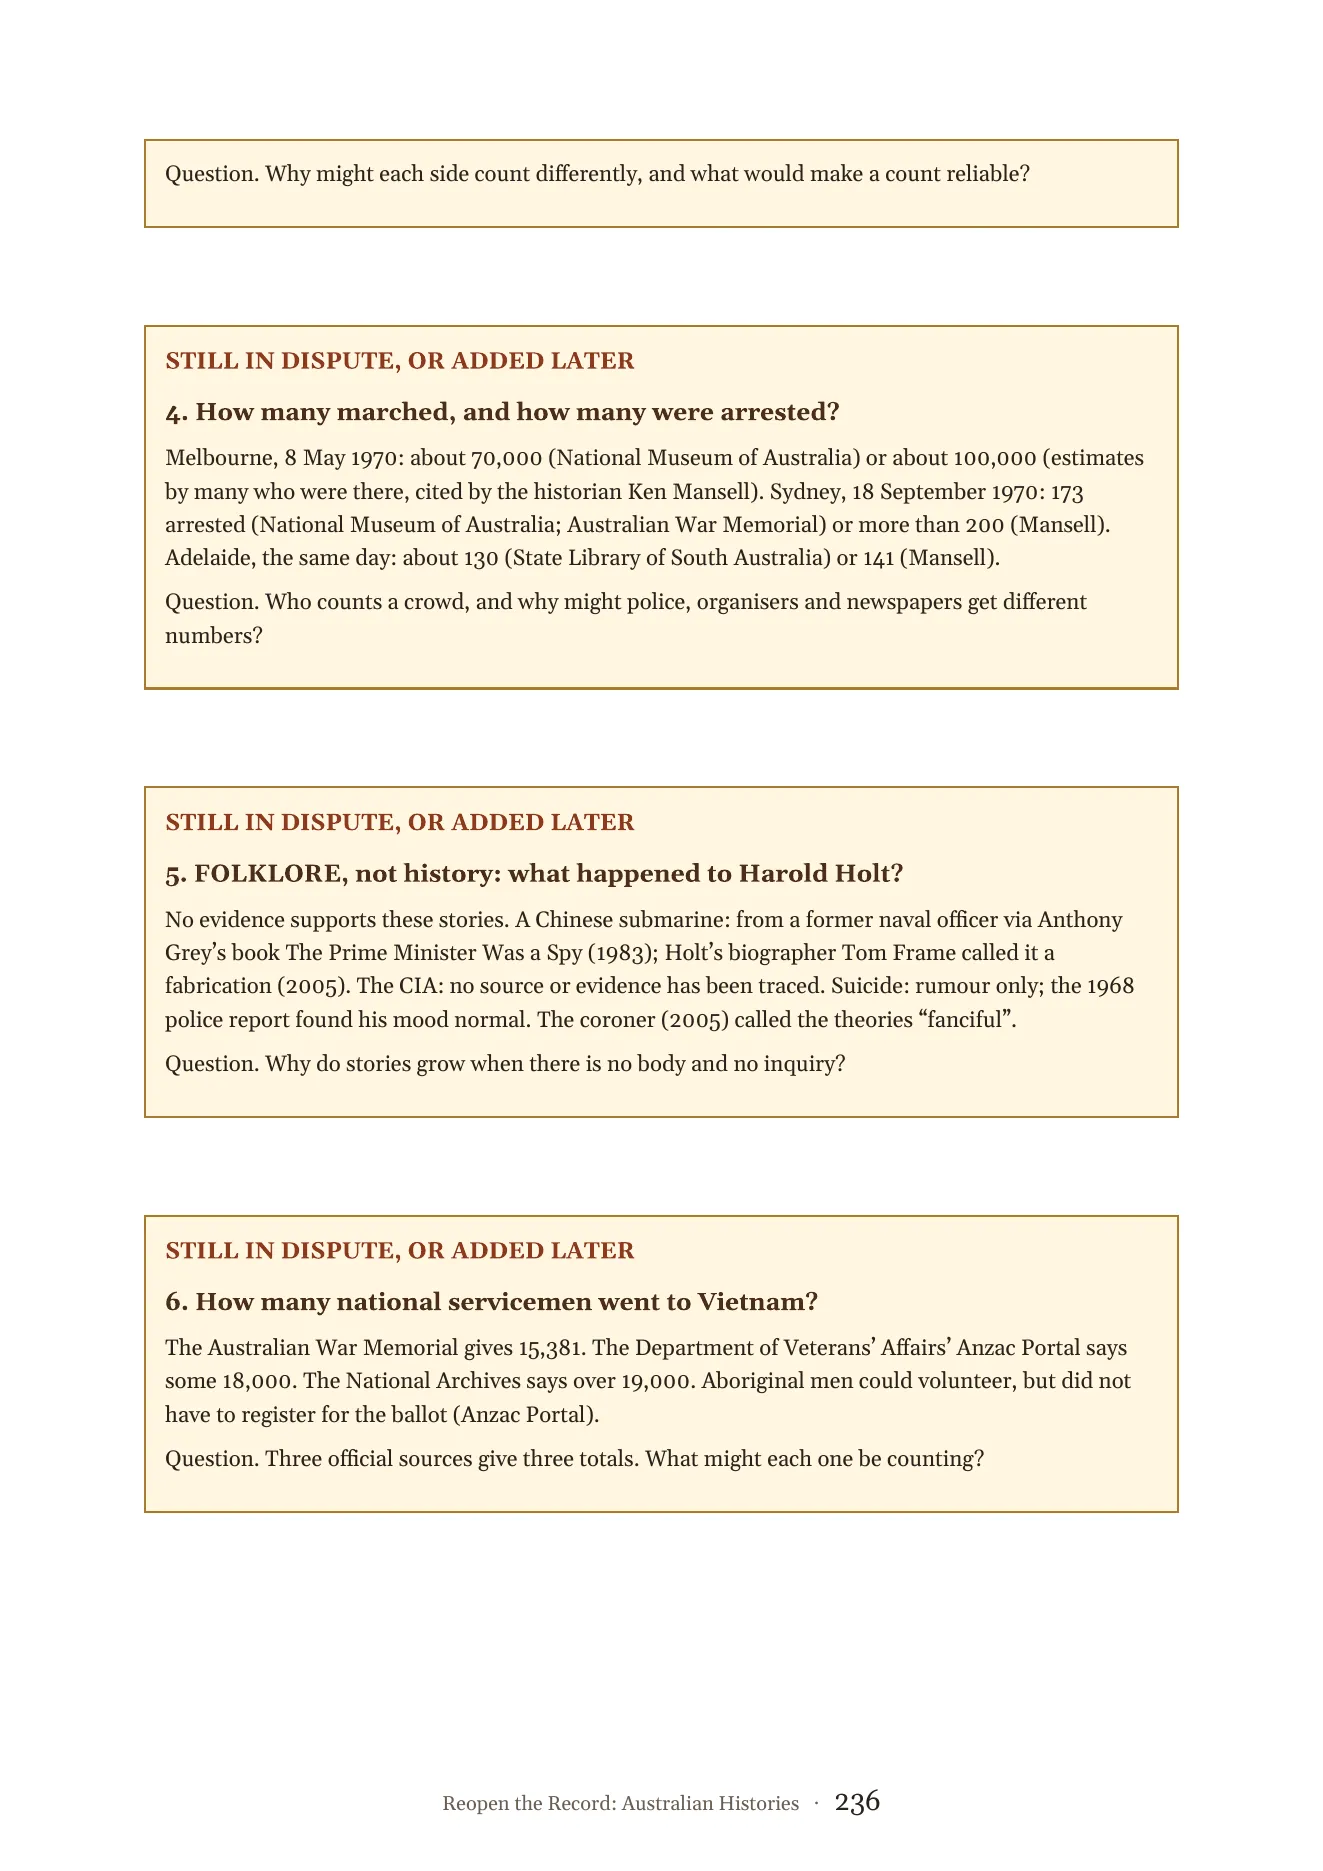 Question. Why might each side count differently, and what would make a count reliable?
STILL IN DISPUTE, OR ADDED LATER
4. How many marched, and how many were arrested?
Melbourne, 8 May 1970: about 70,000 (National Museum of Australia) or about 100,000 (estimates
by many who were there, cited by the historian Ken Mansell). Sydney, 18 September 1970: 173
arrested (National Museum of Australia; Australian War Memorial) or more than 200 (Mansell).
Adelaide, the same day: about 130 (State Library of South Australia) or 141 (Mansell).
Question. Who counts a crowd, and why might police, organisers and newspapers get different
numbers?
STILL IN DISPUTE, OR ADDED LATER
5. FOLKLORE, not history: what happened to Harold Holt?
No evidence supports these stories. A Chinese submarine: from a former naval officer via Anthony
Grey’s book The Prime Minister Was a Spy (1983); Holt’s biographer Tom Frame called it a
fabrication (2005). The CIA: no source or evidence has been traced. Suicide: rumour only; the 1968
police report found his mood normal. The coroner (2005) called the theories “fanciful”.
Question. Why do stories grow when there is no body and no inquiry?
STILL IN DISPUTE, OR ADDED LATER
6. How many national servicemen went to Vietnam?
The Australian War Memorial gives 15,381. The Department of Veterans’ Affairs’ Anzac Portal says
some 18,000. The National Archives says over 19,000. Aboriginal men could volunteer, but did not
have to register for the ballot (Anzac Portal).
Question. Three official sources give three totals. What might each one be counting?
Reopen the Record: Australian Histories · 236